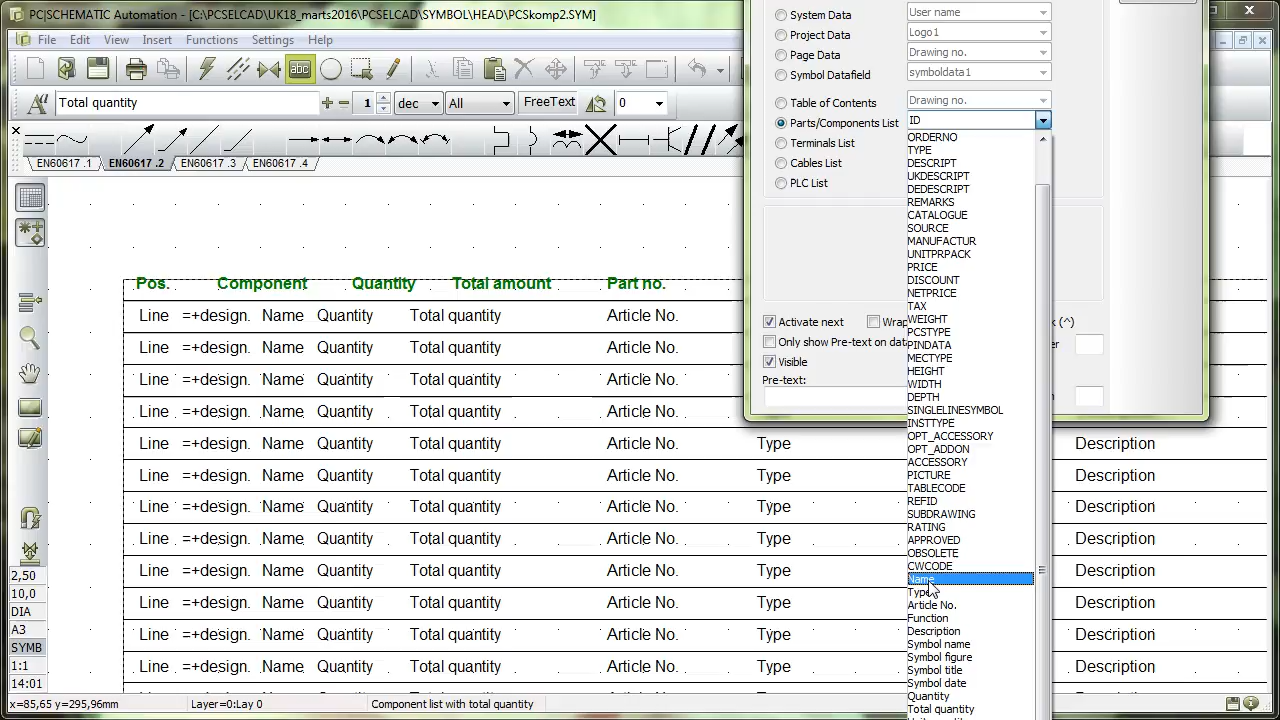 PC|SCHEMATIC Automation - [C:\PCSELCAD\UK18_marts2016\PCSELCAD\SYMBOL\HEAD\PCSkomp2.SYM]
File Edit View Insert Functions Settings Help
abc
Total quantity 1 dec All FreeText 0
EN60617 .1 EN60617 .2 EN60617 .3 EN60617 .4
System Data User name
Project Data Logo1
Page Data Drawing no.
Symbol Datafield symboldata1
Table of Contents Drawing no.
Parts/Components List ID
Terminals List
Cables List
PLC List
ORDERNO
TYPE
DESCRIPT
UKDESCRIPT
DEDESCRIPT
REMARKS
CATALOGUE
SOURCE
MANUFACTUR
UNITPRPACK
PRICE
DISCOUNT
NETPRICE
TAX
WEIGHT
PCSTYPE
PINDATA
MECTYPE
HEIGHT
WIDTH
DEPTH
SINGLELINESYMBOL
INSTTYPE
OPT_ACCESSORY
OPT_ADDON
ACCESSORY
PICTURE
TABLECODE
REFID
SUBDRAWING
RATING
APPROVED
OBSOLETE
CWCODE
Name
Type
Article No.
Function
Description
Symbol name
Symbol figure
Symbol title
Symbol date
Quantity
Total quantity
Activate next (^)
Only show Pre-text on
Visible
Pre-text:
Pos. Component Quantity Total amount Part no.
Line =+design. Name Quantity Total quantity Article No.
Line =+design. Name Quantity Total quantity Article No.
Line =+design. Name Quantity Total quantity Article No.
Line =+design. Name Quantity Total quantity Article No.
Line =+design. Name Quantity Total quantity Article No. Type Description
Line =+design. Name Quantity Total quantity Article No. Type Description
Line =+design. Name Quantity Total quantity Article No. Type Description
Line =+design. Name Quantity Total quantity Article No. Type Description
Line =+design. Name Quantity Total quantity Article No. Type Description
Line =+design. Name Quantity Total quantity Article No. Type Description
Line =+design. Name Quantity Total quantity Article No. Type Description
Line =+design. Name Quantity Total quantity Article No. Type Description
2,50
10,0
DIA
A3
SYMB
1:1
14:01
x=85,65 y=295,96mm Layer=0:Lay 0 Component list with total quantity